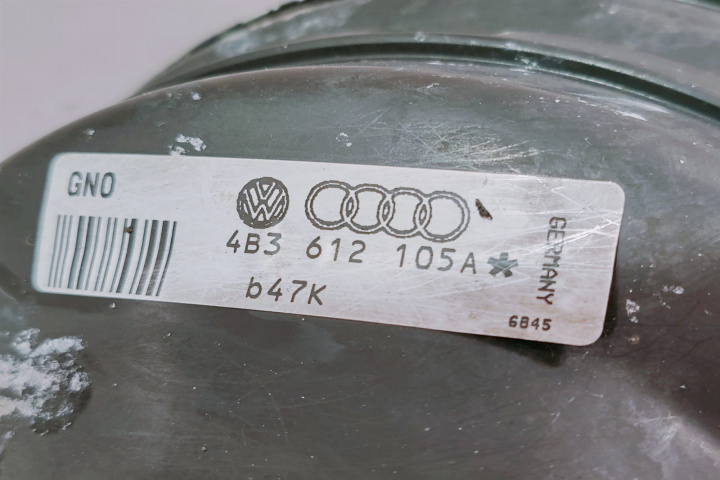 GNO
4B3 612 105A*
b47K
GERMANY
6B45